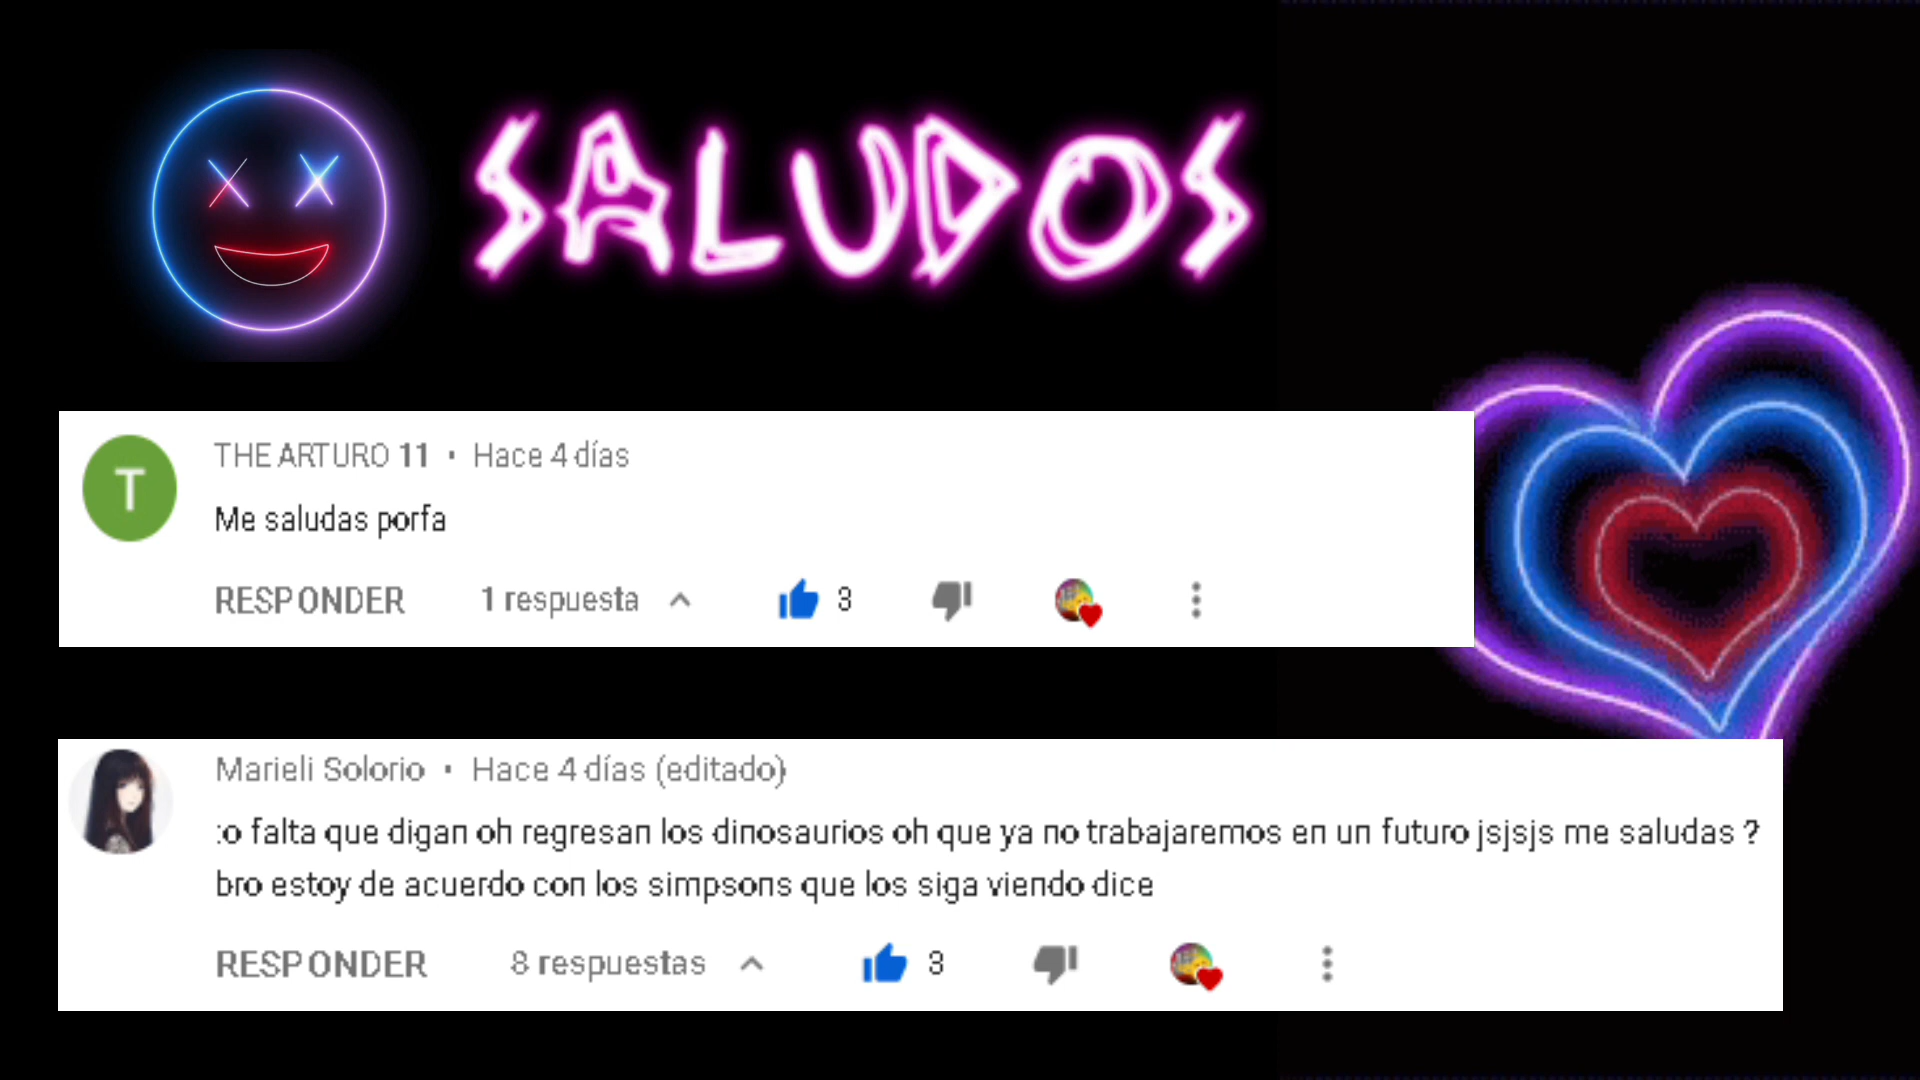 SALUDOS
T
THE ARTURO 11 • Hace 4 días
Me saludas porfa
RESPONDER 1 respuesta 3
Marieli Solorio • Hace 4 días (editado)
:o falta que digan oh regresan los dinosaurios oh que ya no trabajaremos en un futuro jsjsjs me saludas ?
bro estoy de acuerdo con los simpsons que los siga viendo dice
RESPONDER 8 respuestas 3